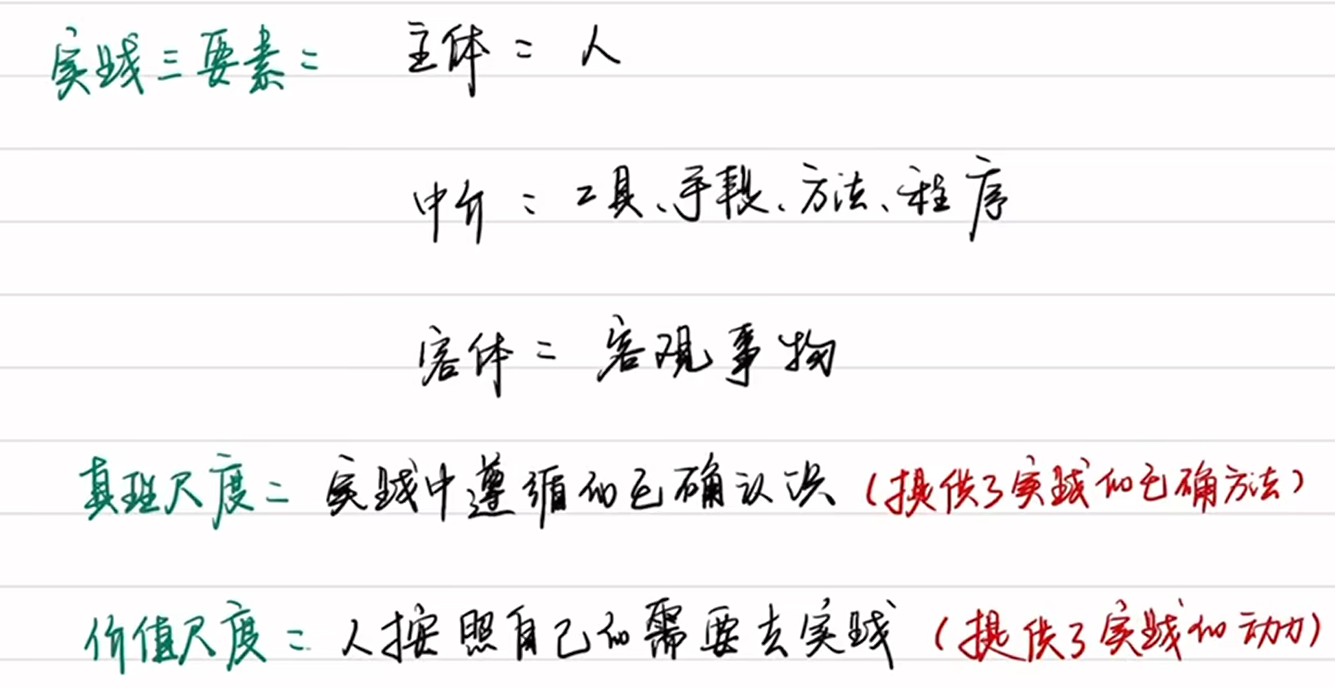 实践三要素： 主体：人
中介：工具、手段、方法、程序
客体：客观事物
真理尺度：实践中遵循的正确认识（提供了实践的正确方法）
价值尺度：人按照自己的需要去实践（提供了实践的动力）